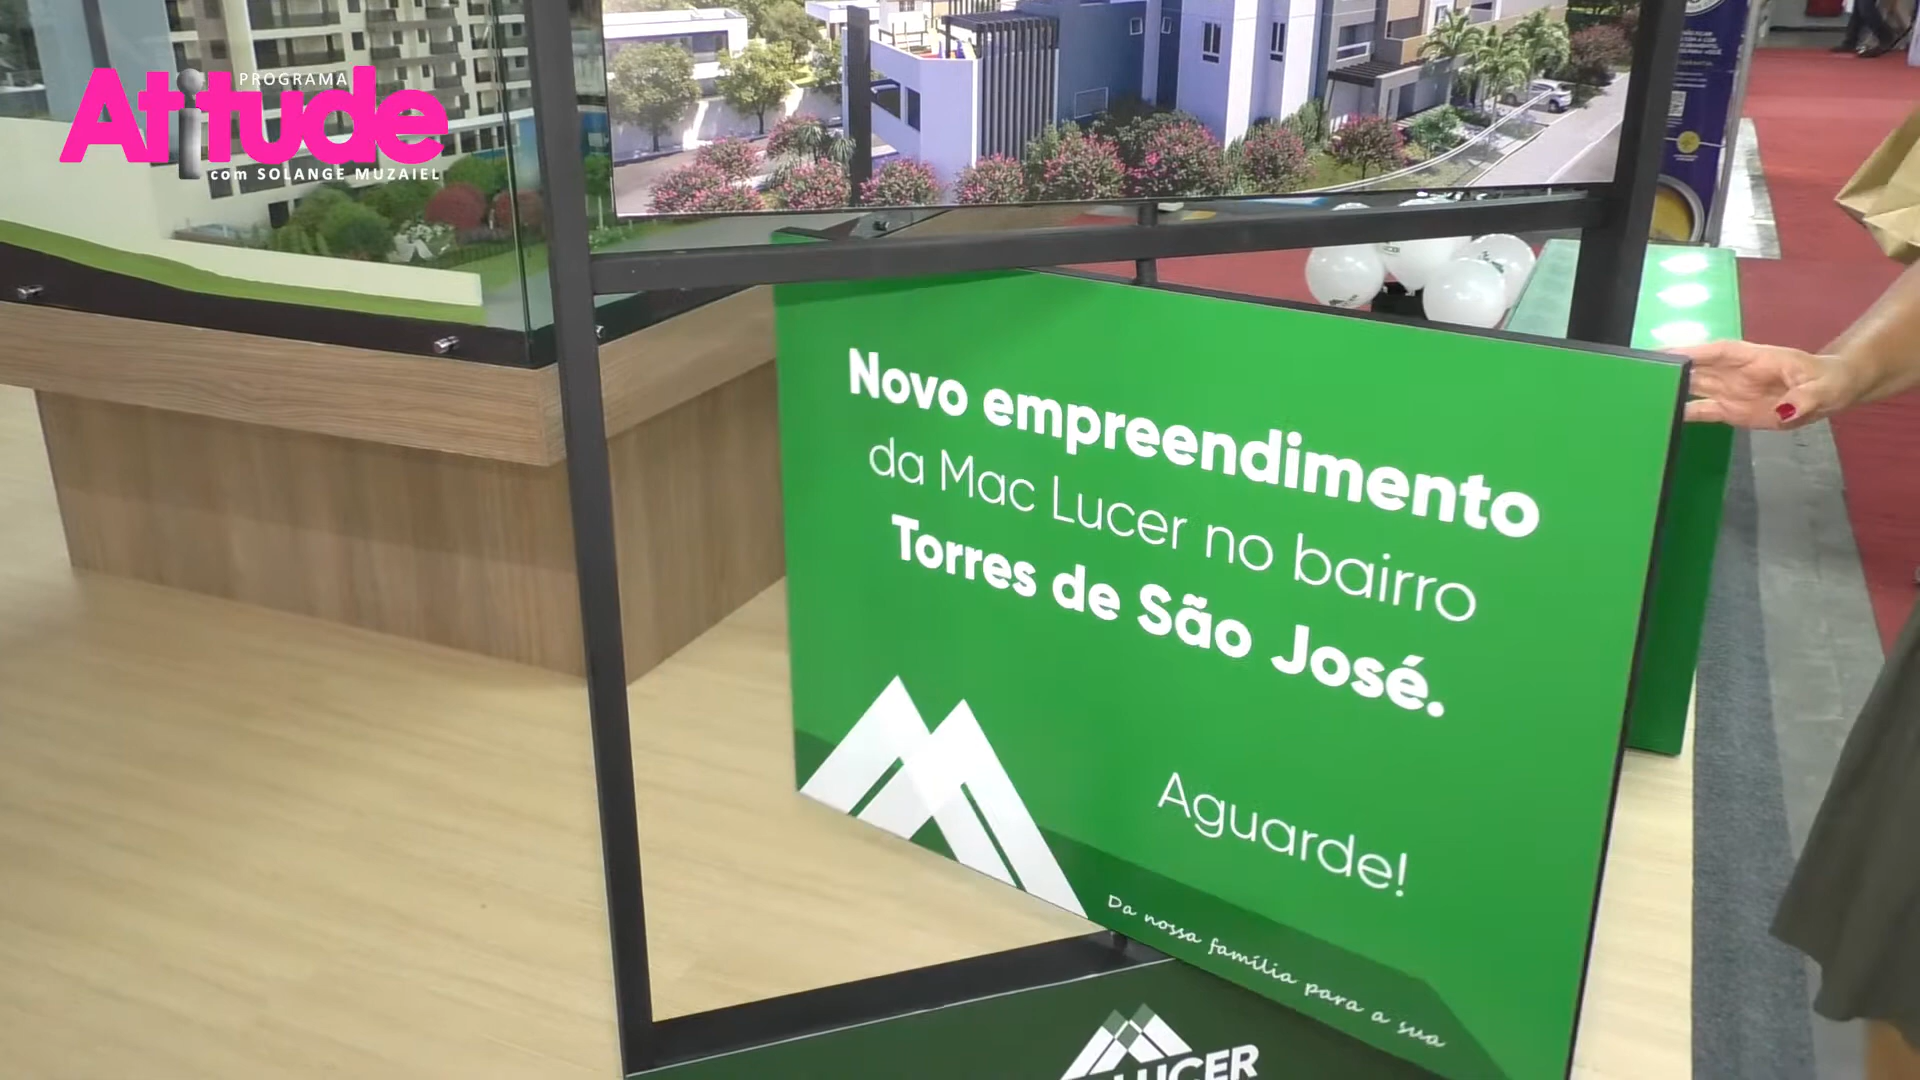 PROGRAMA
Atitude
com SOLANGE MUZAIEL
Novo empreendimento
da Mac Lucer no bairro
Torres de São José.
Aguarde!
Da nossa família para a sua
LUCER